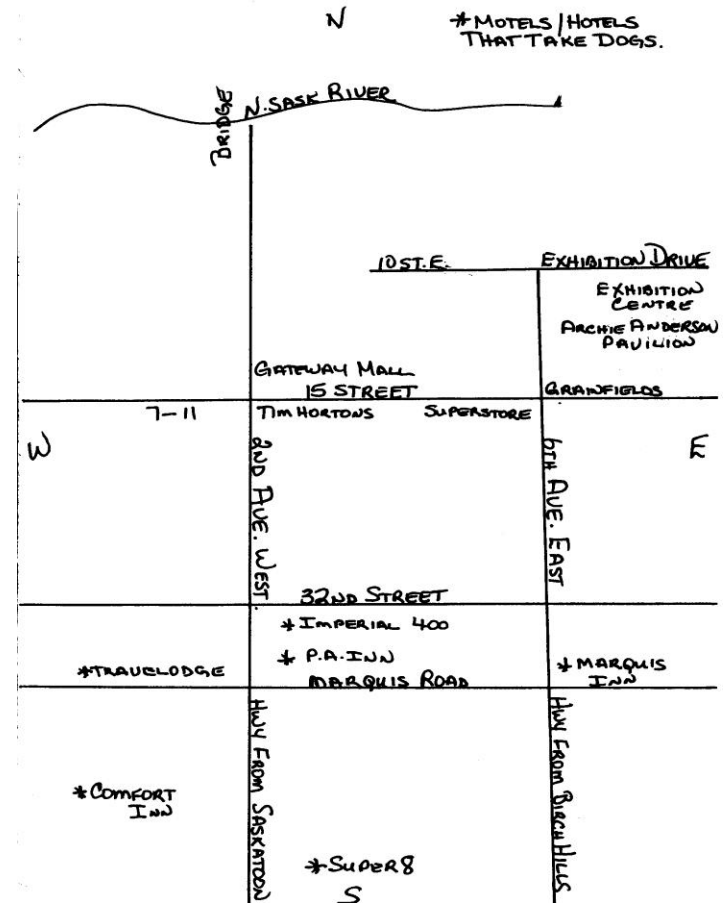 N
* MOTELS/HOTELS
THAT TAKE DOGS.
N. SASK RIVER
BRIDGE
10 ST. E.
EXHIBITION DRIVE
EXHIBITION
CENTRE
ARCHIE ANDERSON
PAVILION
GATEWAY MALL
15 STREET
GRAINFIELDS
7-11
TIM HORTONS
SUPERSTORE
W
E
2ND AVE. WEST.
6TH AVE. EAST
32ND STREET
* IMPERIAL 400
* P.A. INN
* TRAVELODGE
MARQUIS ROAD
* MARQUIS
INN
HWY FROM SASKATOON
HWY FROM BIRCH HILLS
* COMFORT
INN
* SUPER 8
S